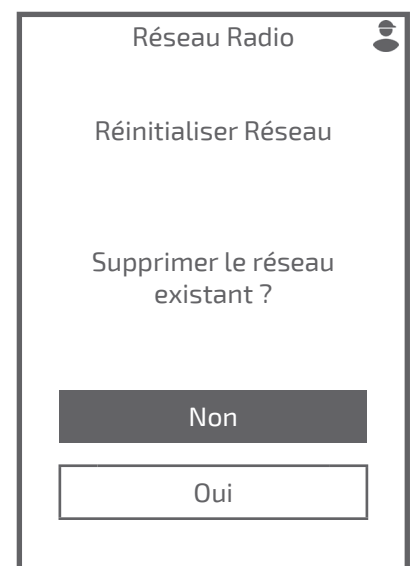 Réseau Radio
Réinitialiser Réseau
Supprimer le réseau
existant ?
Non
Oui